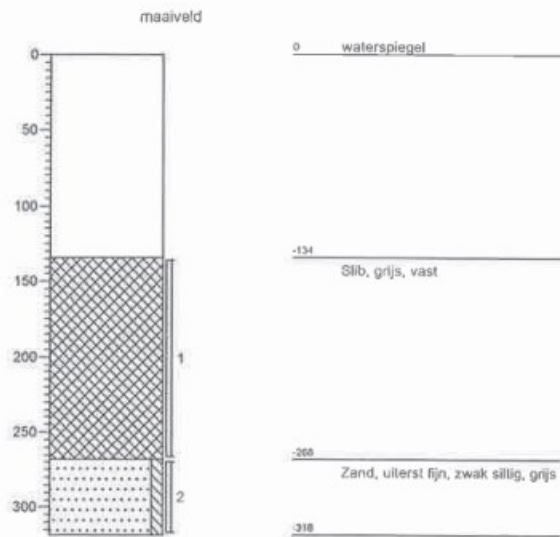 maaiveld
0 0 waterspiegel
50
100
-134
150 Slib, grijs, vast
200 1
250
-268
Zand, uiterst fijn, zwak siltig, grijs
2
300
-318